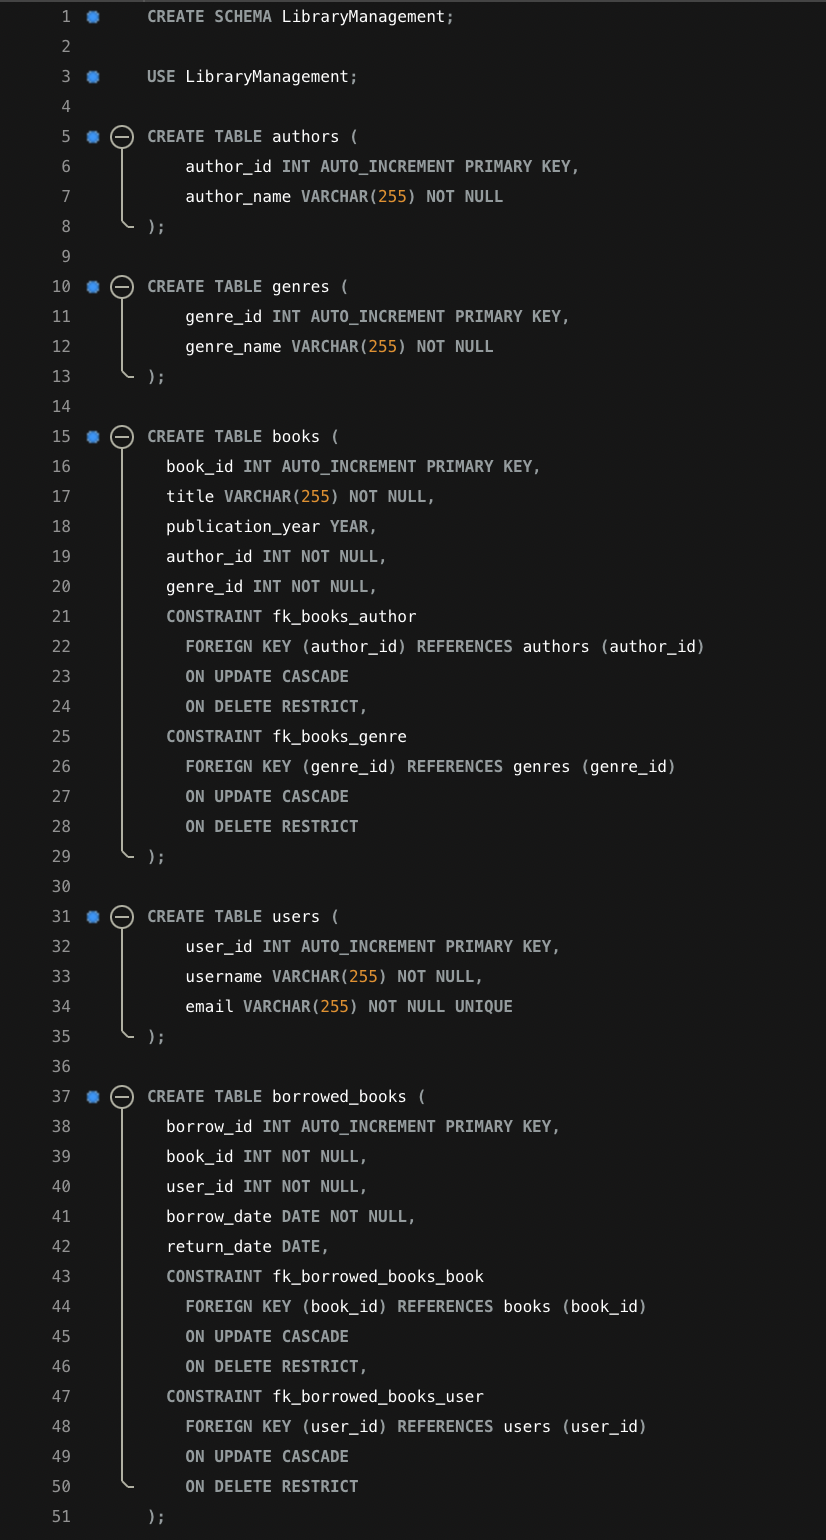 1 CREATE SCHEMA LibraryManagement;
2
3 USE LibraryManagement;
4
5 CREATE TABLE authors (
6     author_id INT AUTO_INCREMENT PRIMARY KEY,
7     author_name VARCHAR(255) NOT NULL
8 );
9
10 CREATE TABLE genres (
11     genre_id INT AUTO_INCREMENT PRIMARY KEY,
12     genre_name VARCHAR(255) NOT NULL
13 );
14
15 CREATE TABLE books (
16   book_id INT AUTO_INCREMENT PRIMARY KEY,
17   title VARCHAR(255) NOT NULL,
18   publication_year YEAR,
19   author_id INT NOT NULL,
20   genre_id INT NOT NULL,
21   CONSTRAINT fk_books_author
22     FOREIGN KEY (author_id) REFERENCES authors (author_id)
23     ON UPDATE CASCADE
24     ON DELETE RESTRICT,
25   CONSTRAINT fk_books_genre
26     FOREIGN KEY (genre_id) REFERENCES genres (genre_id)
27     ON UPDATE CASCADE
28     ON DELETE RESTRICT
29 );
30
31 CREATE TABLE users (
32     user_id INT AUTO_INCREMENT PRIMARY KEY,
33     username VARCHAR(255) NOT NULL,
34     email VARCHAR(255) NOT NULL UNIQUE
35 );
36
37 CREATE TABLE borrowed_books (
38   borrow_id INT AUTO_INCREMENT PRIMARY KEY,
39   book_id INT NOT NULL,
40   user_id INT NOT NULL,
41   borrow_date DATE NOT NULL,
42   return_date DATE,
43   CONSTRAINT fk_borrowed_books_book
44     FOREIGN KEY (book_id) REFERENCES books (book_id)
45     ON UPDATE CASCADE
46     ON DELETE RESTRICT,
47   CONSTRAINT fk_borrowed_books_user
48     FOREIGN KEY (user_id) REFERENCES users (user_id)
49     ON UPDATE CASCADE
50     ON DELETE RESTRICT
51 );